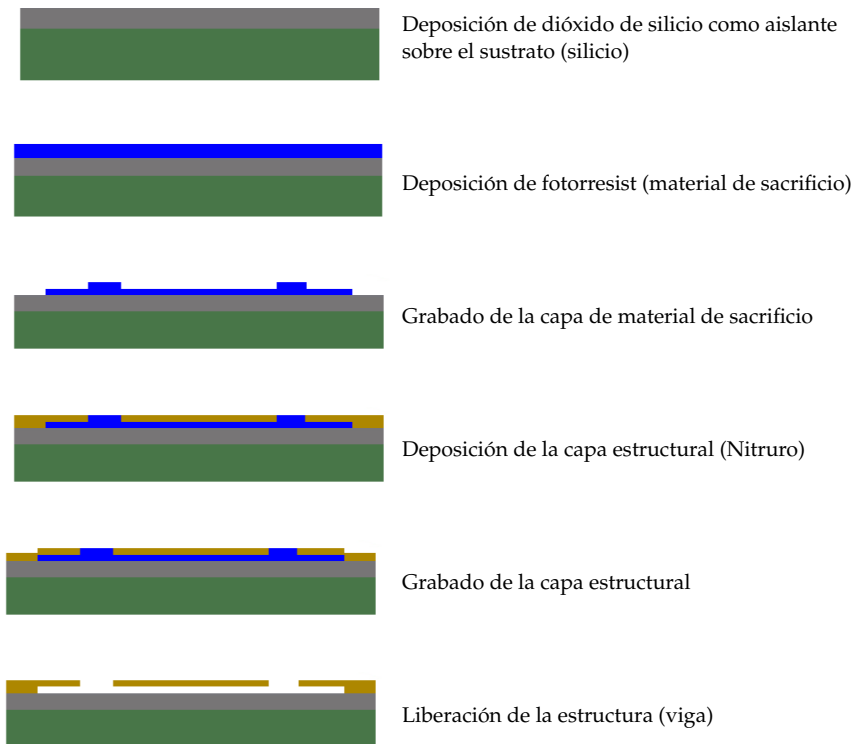 Deposición de dióxido de silicio como aislante
sobre el sustrato (silicio)
Deposición de fotorresist (material de sacrificio)
Grabado de la capa de material de sacrificio
Deposición de la capa estructural (Nitruro)
Grabado de la capa estructural
Liberación de la estructura (viga)